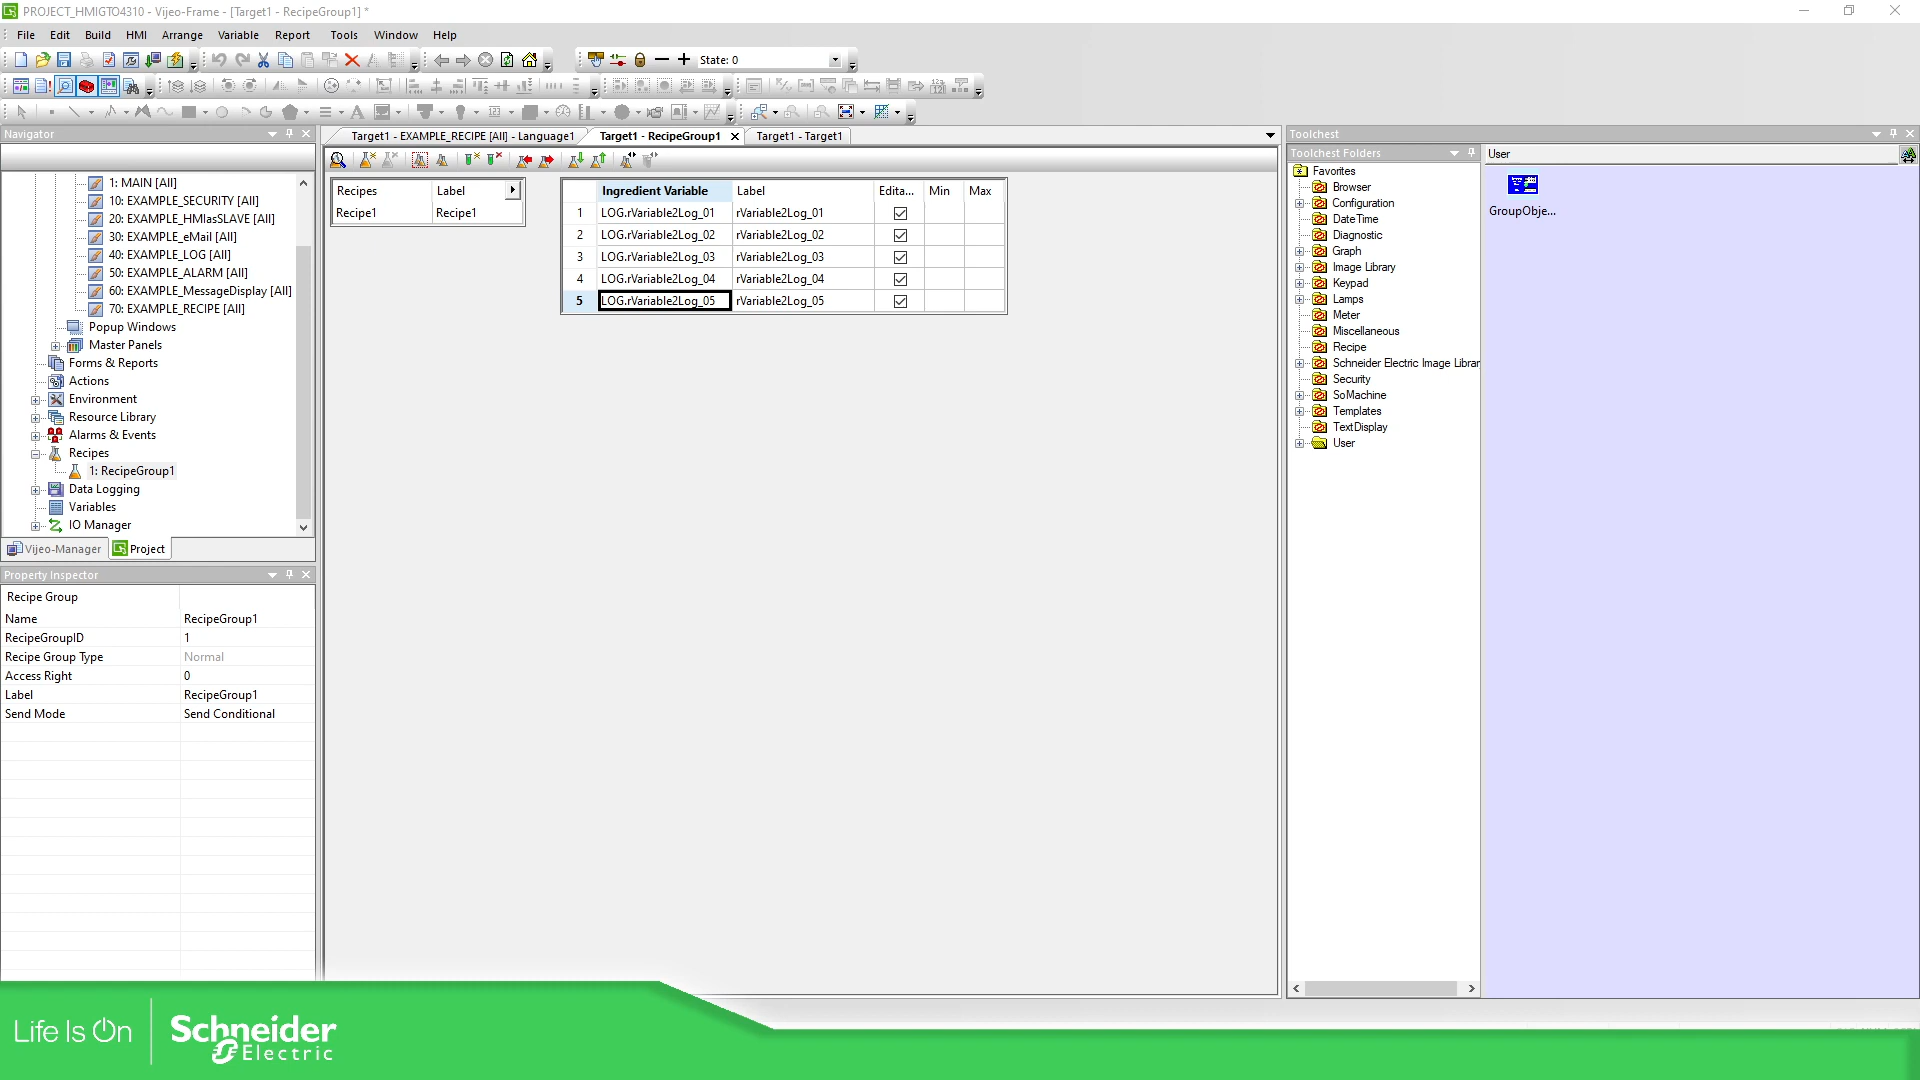 PROJECT_HMIGTO4310 - Vijeo-Frame - [Target1 - RecipeGroup1] *
File Edit Build HMI Arrange Variable Report Tools Window Help
State: 0
Navigator
1: MAIN [All]
10: EXAMPLE_SECURITY [All]
20: EXAMPLE_HMIasSLAVE [All]
30: EXAMPLE_eMail [All]
40: EXAMPLE_LOG [All]
50: EXAMPLE_ALARM [All]
60: EXAMPLE_MessageDisplay [All]
70: EXAMPLE_RECIPE [All]
Popup Windows
Master Panels
Forms & Reports
Actions
Environment
Resource Library
Alarms & Events
Recipes
1: RecipeGroup1
Data Logging
Variables
IO Manager
Vijeo-Manager Project
Property Inspector
Recipe Group
Name RecipeGroup1
RecipeGroupID 1
Recipe Group Type Normal
Access Right 0
Label RecipeGroup1
Send Mode Send Conditional
Target1 - EXAMPLE_RECIPE [All] - Language1 Target1 - RecipeGroup1 Target1 - Target1
Recipes Label
Recipe1 Recipe1
Ingredient Variable Label Edita... Min Max
1 LOG.rVariable2Log_01 rVariable2Log_01
2 LOG.rVariable2Log_02 rVariable2Log_02
3 LOG.rVariable2Log_03 rVariable2Log_03
4 LOG.rVariable2Log_04 rVariable2Log_04
5 LOG.rVariable2Log_05 rVariable2Log_05
Toolchest
Toolchest Folders
Favorites
Browser
Configuration
DateTime
Diagnostic
Graph
Image Library
Keypad
Lamps
Meter
Miscellaneous
Recipe
Schneider Electric Image Librar
Security
SoMachine
Templates
TextDisplay
User
User
GroupObje...
Life Is On
Schneider
Electric